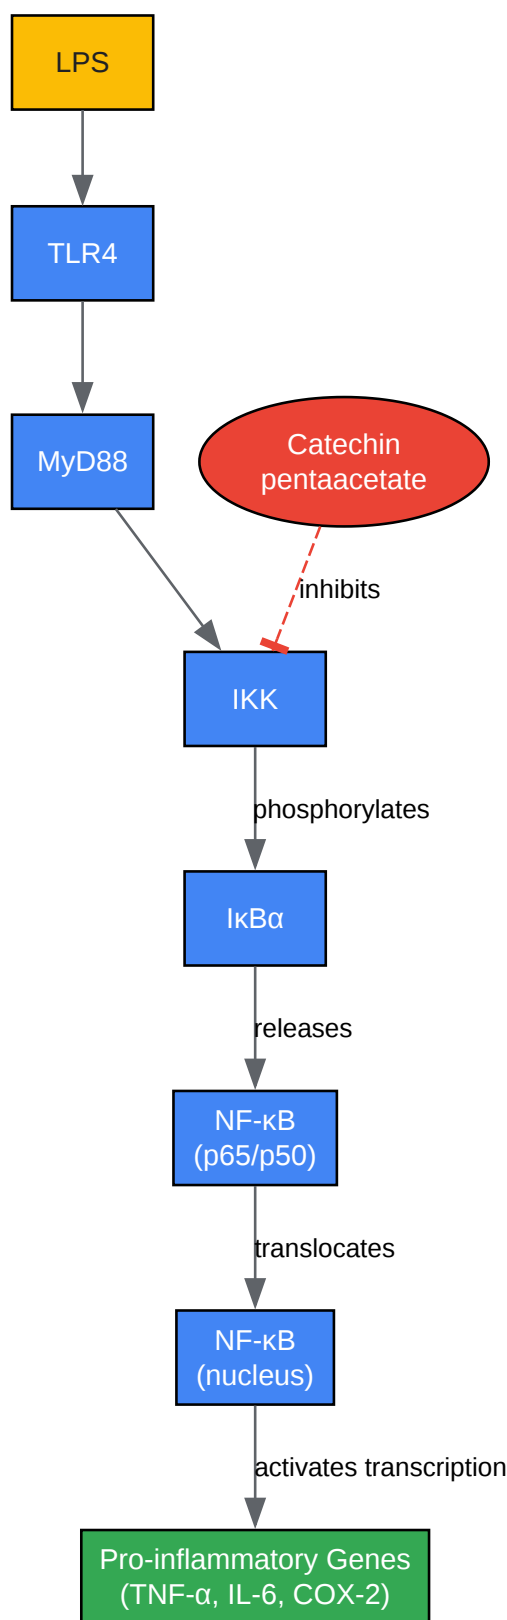 LPS
TLR4
MyD88
Catechin
pentaacetate
inhibits
IKK
phosphorylates
IκBα
releases
NF-κB
(p65/p50)
translocates
NF-κB
(nucleus)
activates transcription
Pro-inflammatory Genes
(TNF-α, IL-6, COX-2)